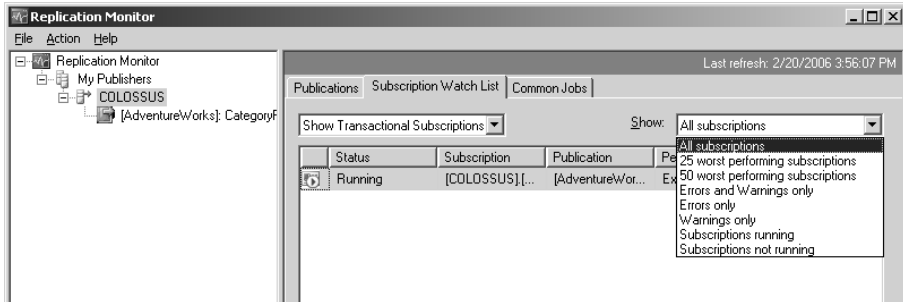 Replication Monitor
File Action Help
Replication Monitor
My Publishers
COLOSSUS
[AdventureWorks]: CategoryF
Last refresh: 2/20/2006 3:56:07 PM
Publications Subscription Watch List Common Jobs
Show Transactional Subscriptions Show: All subscriptions
Status Subscription Publication Pe
Running [COLOSSUS].[... [AdventureWor... Ex
All subscriptions
25 worst performing subscriptions
50 worst performing subscriptions
Errors and Warnings only
Errors only
Warnings only
Subscriptions running
Subscriptions not running